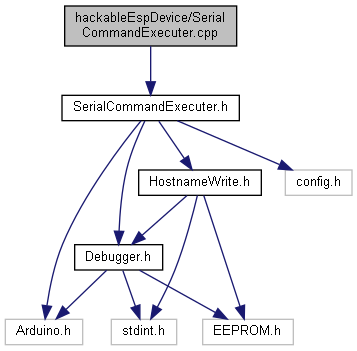 hackableEspDevice/Serial
CommandExecuter.cpp
SerialCommandExecuter.h
HostnameWrite.h
config.h
Debugger.h
Arduino.h
stdint.h
EEPROM.h